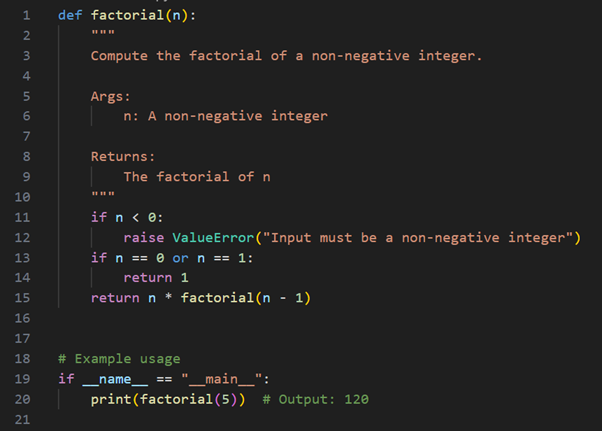 1 def factorial(n):
2     """
3     Compute the factorial of a non-negative integer.
4
5     Args:
6         n: A non-negative integer
7
8     Returns:
9         The factorial of n
10     """
11     if n < 0:
12         raise ValueError("Input must be a non-negative integer")
13     if n == 0 or n == 1:
14         return 1
15     return n * factorial(n - 1)
16
17
18 # Example usage
19 if __name__ == "__main__":
20     print(factorial(5))  # Output: 120
21